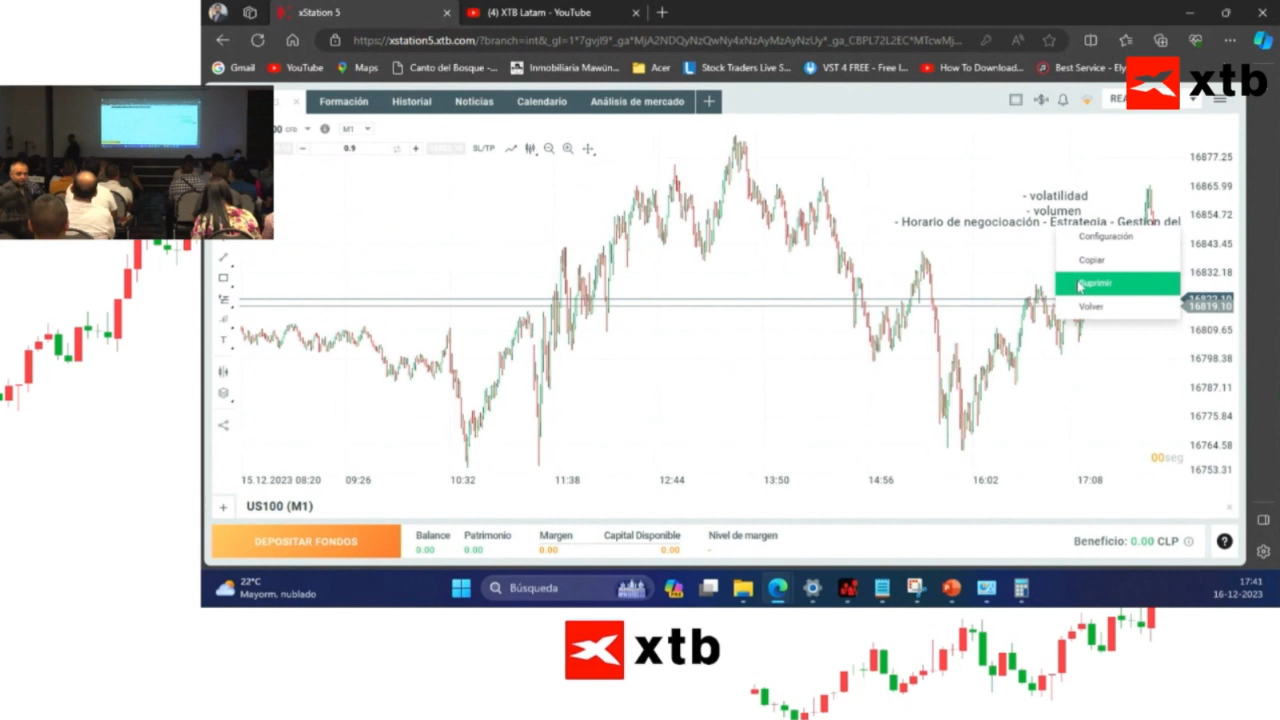 xStation 5
(4) XTB Latam - YouTube
https://xstation5.xtb.com/?branch=int&_gl=1*7gvjl9*_ga*MjA2NDQyNzQwNy4xNzAyMzAyNzUy*_ga_CBPL72L2EC*MTcwMj...
Gmail
YouTube
Maps
Canto del Bosque -...
Inmobiliaria Mawün...
Acer
Stock Traders Live S...
VST 4 FREE - Free I...
How To Download...
Best Service - Ely
xtb
Formación
Historial
Noticias
Calendario
Análisis de mercado
CFD
M1
0.9
SL/TP
16877.25
16865.99
16854.72
16843.45
16832.18
16822.10
16819.10
16809.65
16798.38
16787.11
16775.84
16764.58
16753.31
- volatilidad
- volumen
- Horario de negocioación - Estrategia - Gestión del
Configuración
Copiar
Suprimir
Volver
00seg
15.12.2023 08:20
09:26
10:32
11:38
12:44
13:50
14:56
16:02
17:08
US100 (M1)
DEPOSITAR FONDOS
Balance
0.00
Patrimonio
0.00
Margen
0.00
Capital Disponible
0.00
Nivel de margen
-
Beneficio: 0.00 CLP
22°C
Mayorm. nublado
Búsqueda
17:41
16-12-2023
xtb